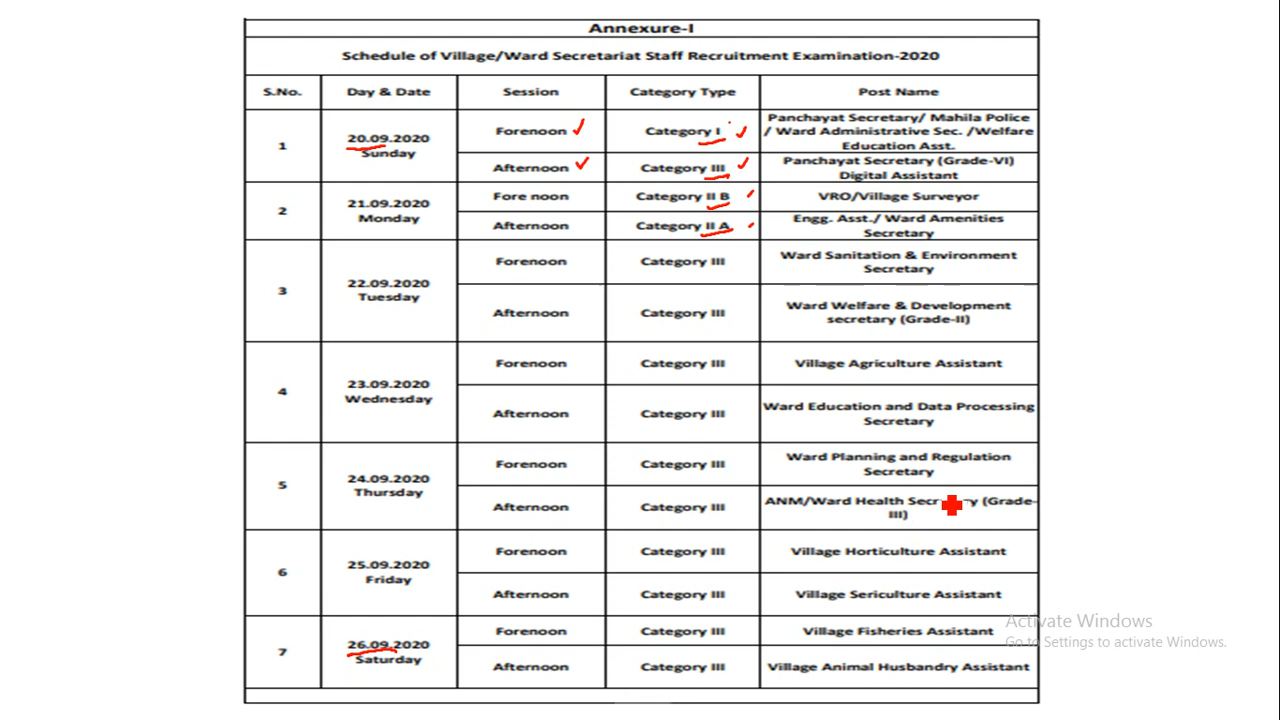 Annexure-I
Schedule of Village/Ward Secretariat Staff Recruitment Examination-2020
S.No. Day & Date Session Category Type Post Name
1 20.09.2020 Sunday Forenoon Category I Panchayat Secretary/ Mahila Police
/ Ward Administrative Sec. /Welfare
Education Asst.
Afternoon Category III Panchayat Secretary (Grade-VI)
Digital Assistant
2 21.09.2020 Monday Fore noon Category II B VRO/Village Surveyor
Afternoon Category II A Engg. Asst./ Ward Amenities
Secretary
3 22.09.2020 Tuesday Forenoon Category III Ward Sanitation & Environment
Secretary
Afternoon Category III Ward Welfare & Development
secretary (Grade-II)
4 23.09.2020 Wednesday Forenoon Category III Village Agriculture Assistant
Afternoon Category III Ward Education and Data Processing
Secretary
5 24.09.2020 Thursday Forenoon Category III Ward Planning and Regulation
Secretary
Afternoon Category III ANM/Ward Health (Grade-
III)
6 25.09.2020 Friday Forenoon Category III Village Horticulture Assistant
Afternoon Category III Village Sericulture Assistant
7 26.09.2020 Saturday Forenoon Category III Village Fisheries Assistant
Afternoon Category III Village Animal Husbandry Assistant
Activate Windows
Go to Settings to activate Windows.